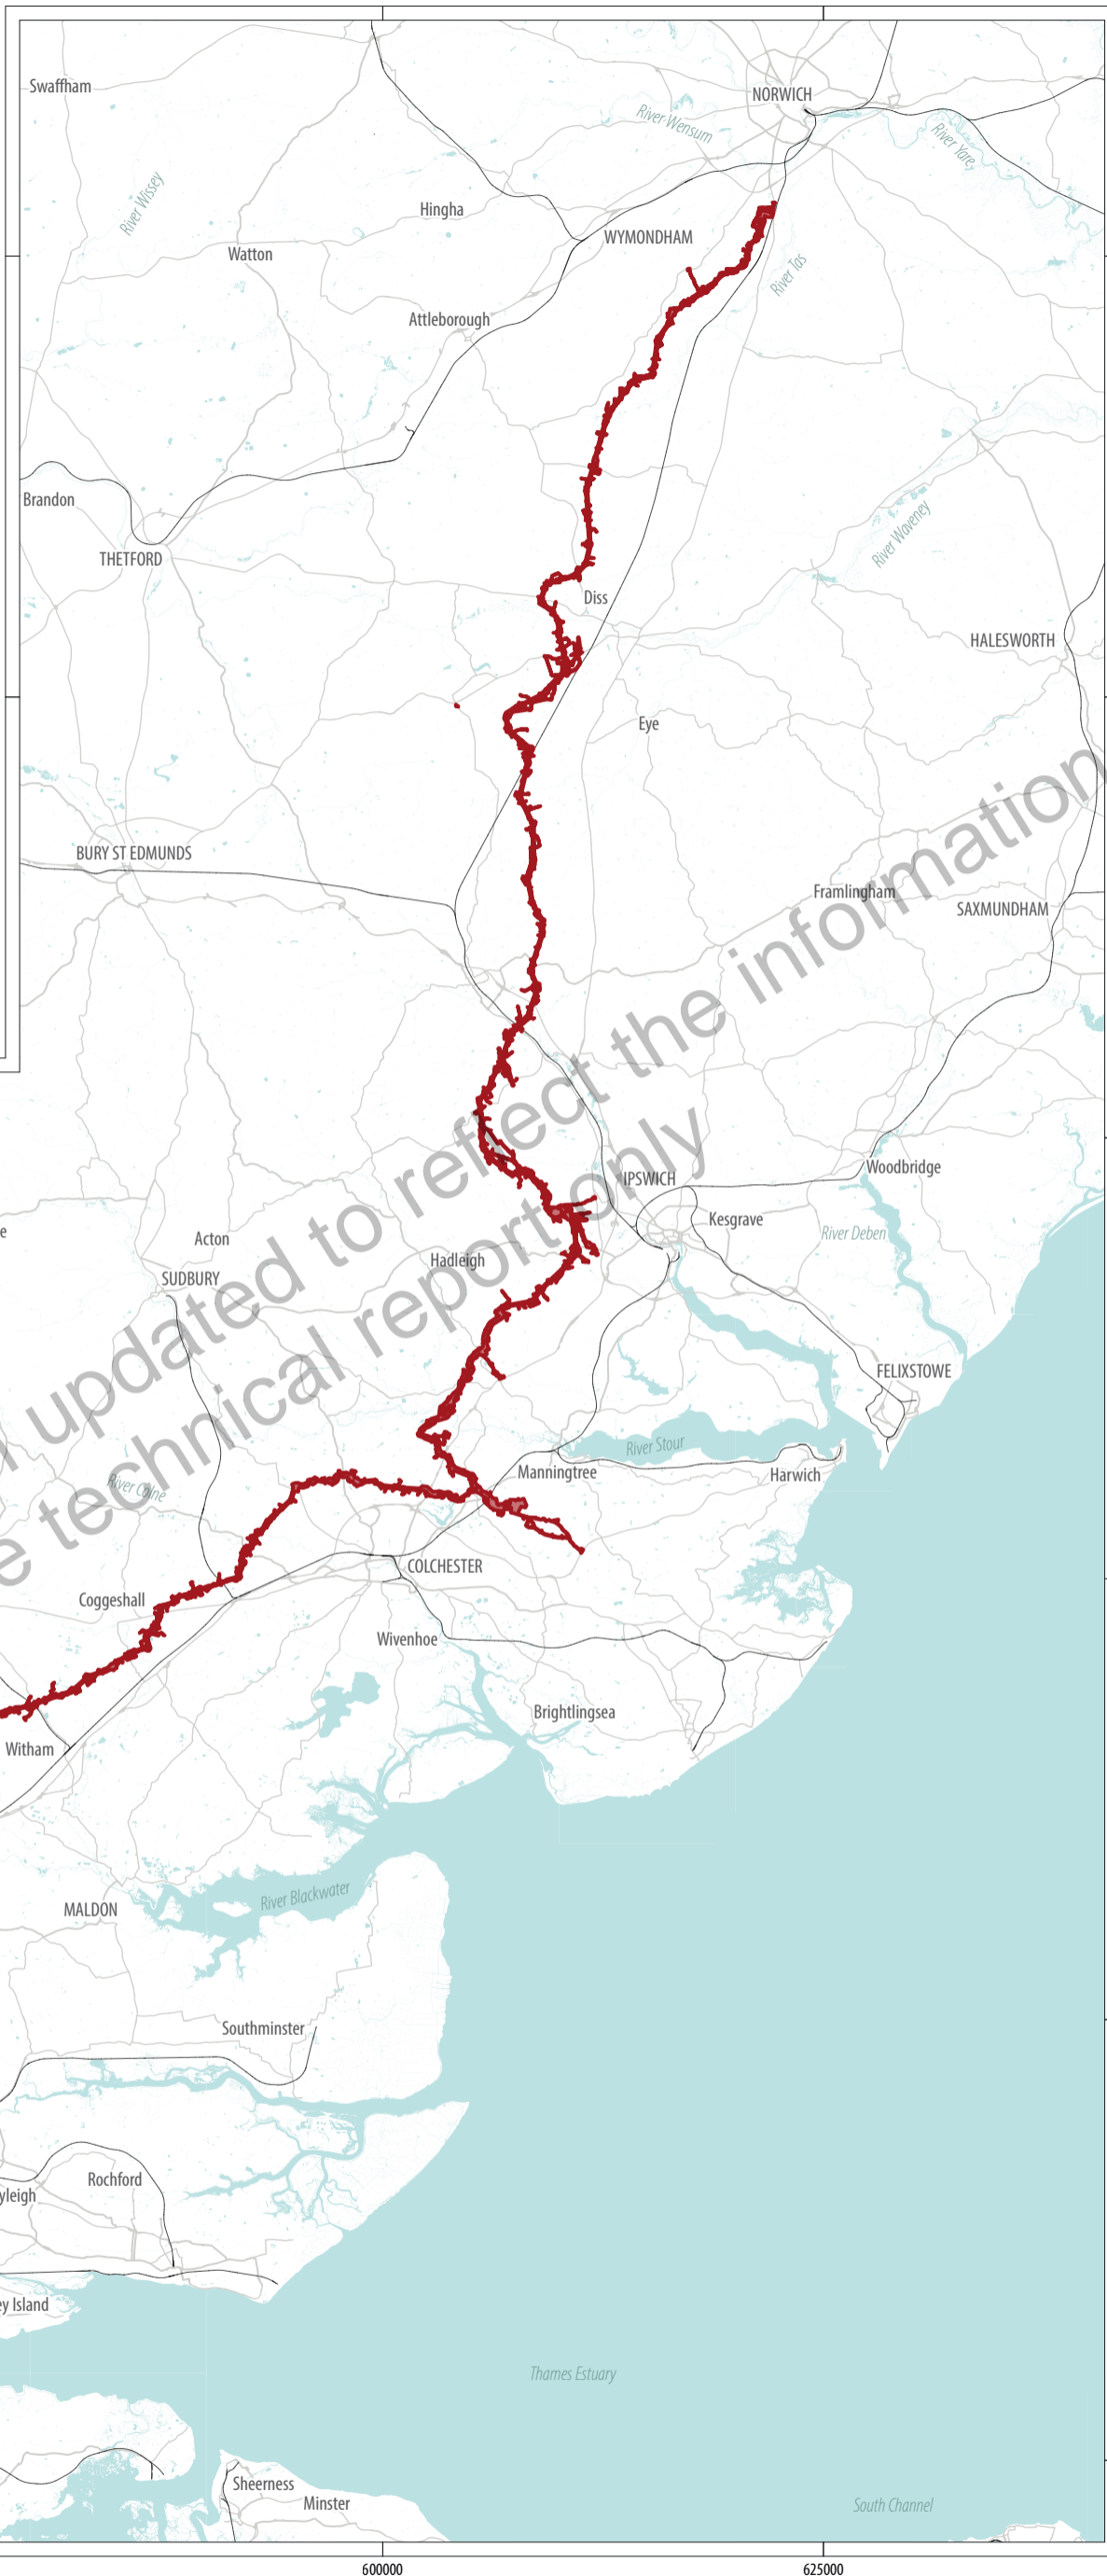 Swaffham
NORWICH
River Wensum
River Yare
River Wissey
Hingha
WYMONDHAM
Watton
River Tas
Attleborough
Brandon
River Waveney
THETFORD
Diss
HALESWORTH
Eye
BURY ST EDMUNDS
Framlingham
SAXMUNDHAM
updated to reflect the information
e technical report only
Woodbridge
IPSWICH
Kesgrave
e
Acton
River Deben
Hadleigh
SUDBURY
FELIXSTOWE
River Stour
Manningtree
Harwich
River Colne
COLCHESTER
Coggeshall
Wivenhoe
Brightlingsea
Witham
River Blackwater
MALDON
Southminster
Rochford
yleigh
ey Island
Thames Estuary
Sheerness
Minster
South Channel
600000
625000